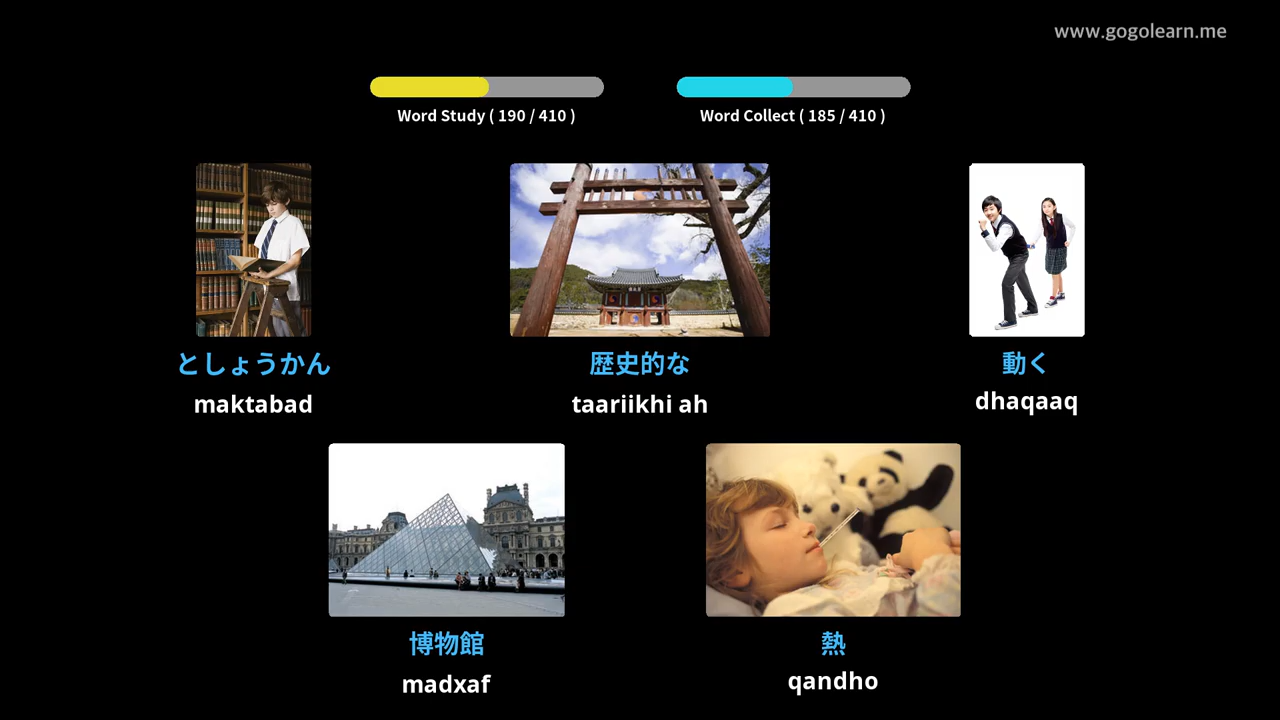 www.gogolearn.me
Word Study ( 190 / 410 )
Word Collect ( 185 / 410 )
としょうかん
maktabad
歴史的な
taariikhi ah
動く
dhaqaaq
博物館
madxaf
熱
qandho